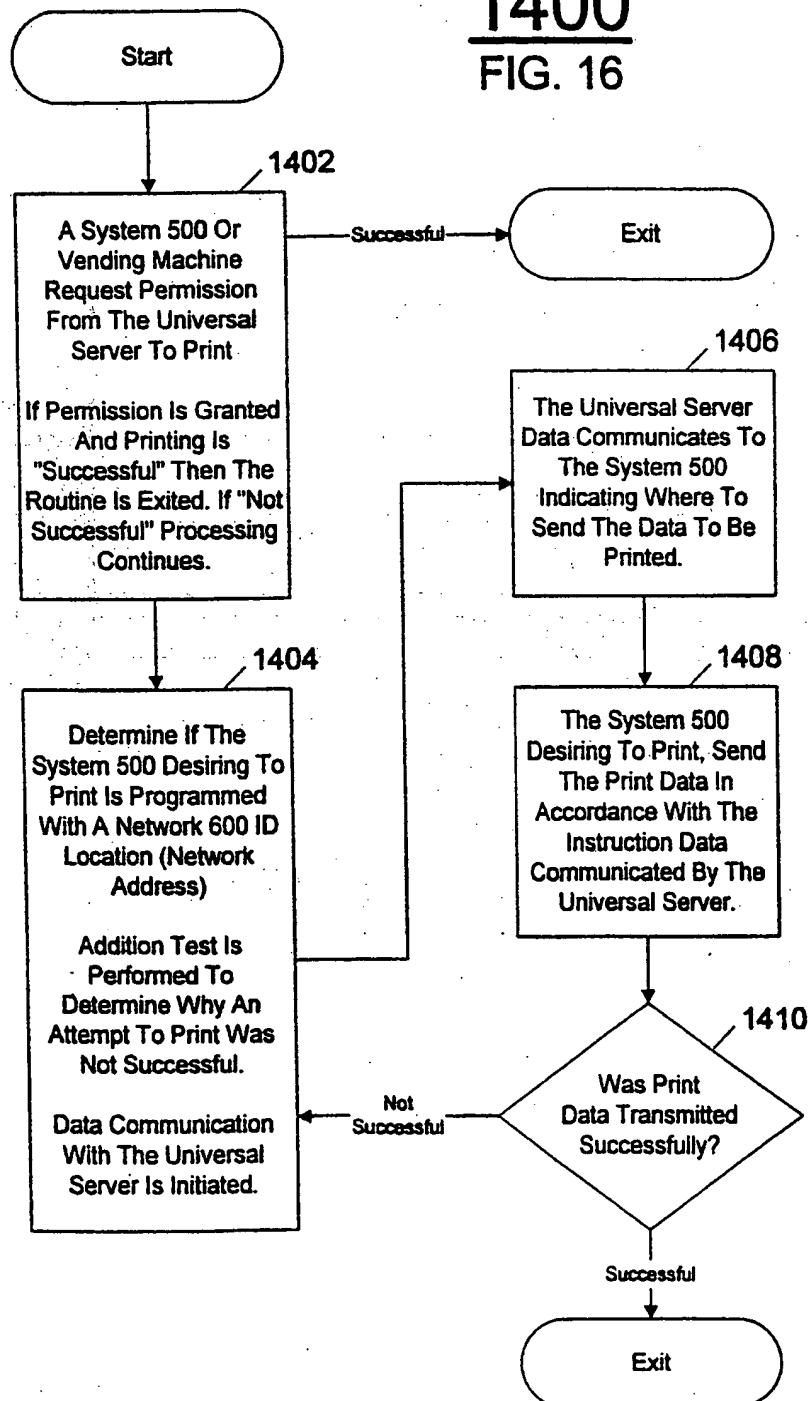 1400
FIG. 16
Start
1402
A System 500 Or
Vending Machine
Request Permission
From The Universal
Server To Print
If Permission Is Granted
And Printing Is
"Successful" Then The
Routine Is Exited. If "Not
Successful" Processing
Continues.
Successful
Exit
1404
Determine If The
System 500 Desiring To
Print Is Programmed
With A Network 600 ID
Location (Network
Address)
Addition Test Is
Performed To
Determine Why An
Attempt To Print Was
Not Successful.
Data Communication
With The Universal
Server Is Initiated.
1406
The Universal Server
Data Communicates To
The System 500
Indicating Where To
Send The Data To Be
Printed.
1408
The System 500
Desiring To Print, Send
The Print Data In
Accordance With The
Instruction Data
Communicated By The
Universal Server.
1410
Was Print
Data Transmitted
Successfully?
Not
Successful
Successful
Exit